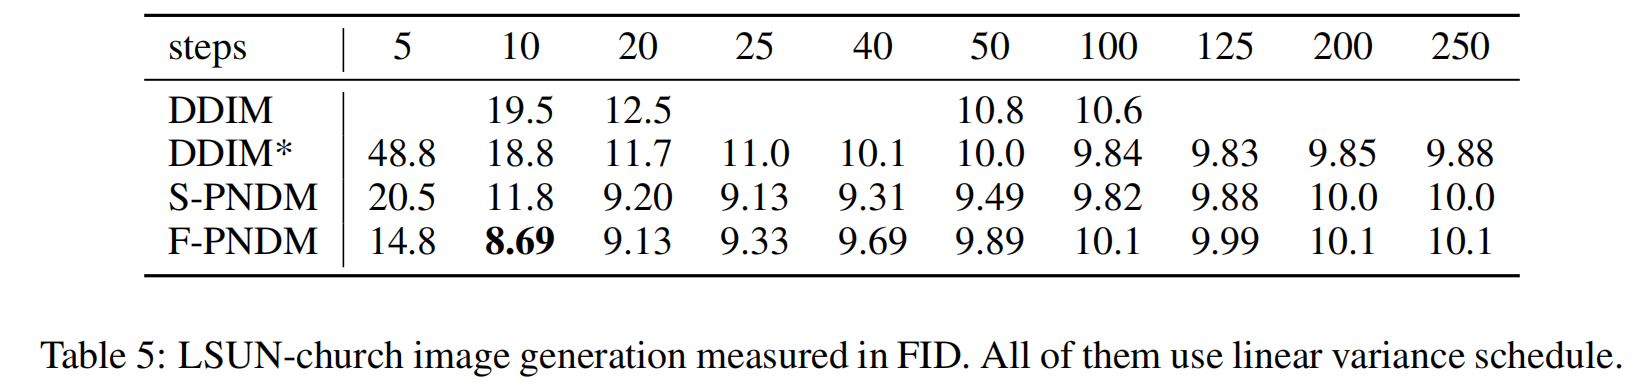 steps 5 10 20 25 40 50 100 125 200 250
DDIM 19.5 12.5 10.8 10.6
DDIM* 48.8 18.8 11.7 11.0 10.1 10.0 9.84 9.83 9.85 9.88
S-PNDM 20.5 11.8 9.20 9.13 9.31 9.49 9.82 9.88 10.0 10.0
F-PNDM 14.8 8.69 9.13 9.33 9.69 9.89 10.1 9.99 10.1 10.1
Table 5: LSUN-church image generation measured in FID. All of them use linear variance schedule.